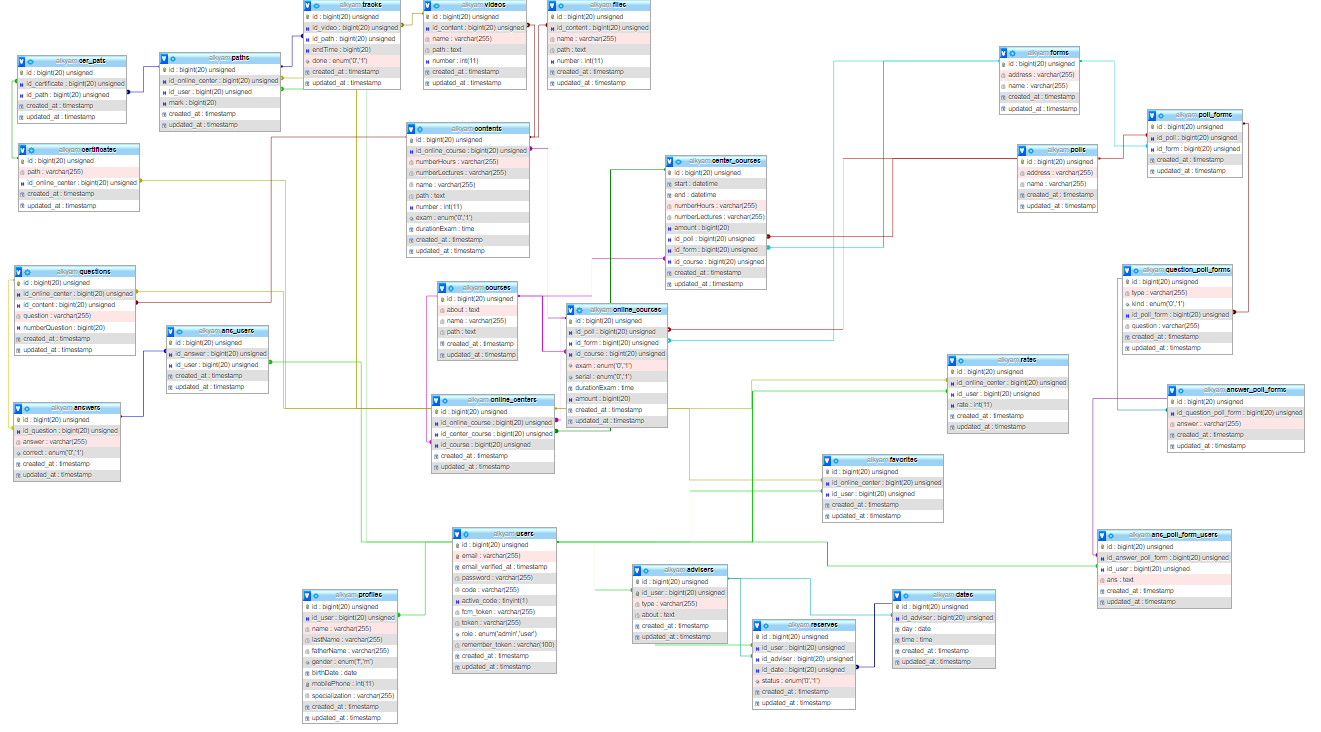 alkyam tracks
id : bigint(20) unsigned
id_video : bigint(20) unsigned
id_path : bigint(20) unsigned
endTime : bigint(20)
done : enum('0','1')
created_at : timestamp
updated_at : timestamp
alkyam videos
id : bigint(20) unsigned
id_content : bigint(20) unsigned
name : varchar(255)
path : text
number : int(11)
created_at : timestamp
updated_at : timestamp
alkyam files
id : bigint(20) unsigned
id_content : bigint(20) unsigned
name : varchar(255)
path : text
number : int(11)
created_at : timestamp
updated_at : timestamp
alkyam cer_pats
id : bigint(20) unsigned
id_certificate : bigint(20) unsigned
id_path : bigint(20) unsigned
created_at : timestamp
updated_at : timestamp
alkyam paths
id : bigint(20) unsigned
id_online_center : bigint(20) unsigned
id_user : bigint(20) unsigned
mark : bigint(20)
created_at : timestamp
updated_at : timestamp
alkyam forms
id : bigint(20) unsigned
address : varchar(255)
name : varchar(255)
created_at : timestamp
updated_at : timestamp
alkyam poll_forms
id : bigint(20) unsigned
id_poll : bigint(20) unsigned
id_form : bigint(20) unsigned
created_at : timestamp
updated_at : timestamp
alkyam certificates
id : bigint(20) unsigned
path : varchar(255)
id_online_center : bigint(20) unsigned
created_at : timestamp
updated_at : timestamp
alkyam contents
id : bigint(20) unsigned
id_online_course : bigint(20) unsigned
numberHours : varchar(255)
numberLectures : varchar(255)
name : varchar(255)
path : text
number : int(11)
exam : enum('0','1')
durationExam : time
created_at : timestamp
updated_at : timestamp
alkyam center_courses
id : bigint(20) unsigned
start : datetime
end : datetime
numberHours : varchar(255)
numberLectures : varchar(255)
amount : bigint(20)
id_poll : bigint(20) unsigned
id_form : bigint(20) unsigned
id_course : bigint(20) unsigned
created_at : timestamp
updated_at : timestamp
alkyam polls
id : bigint(20) unsigned
address : varchar(255)
name : varchar(255)
created_at : timestamp
updated_at : timestamp
alkyam questions
id : bigint(20) unsigned
id_online_center : bigint(20) unsigned
id_content : bigint(20) unsigned
question : varchar(255)
numberQuestion : bigint(20)
created_at : timestamp
updated_at : timestamp
alkyam question_poll_forms
id : bigint(20) unsigned
type : varchar(255)
kind : enum('0','1')
id_poll_form : bigint(20) unsigned
question : varchar(255)
created_at : timestamp
updated_at : timestamp
alkyam courses
id : bigint(20) unsigned
about : text
name : varchar(255)
path : text
created_at : timestamp
updated_at : timestamp
alkyam online_courses
id : bigint(20) unsigned
id_poll : bigint(20) unsigned
id_form : bigint(20) unsigned
id_course : bigint(20) unsigned
exam : enum('0','1')
serial : enum('0','1')
durationExam : time
amount : bigint(20)
created_at : timestamp
updated_at : timestamp
alkyam ans_users
id : bigint(20) unsigned
id_answer : bigint(20) unsigned
id_user : bigint(20) unsigned
created_at : timestamp
updated_at : timestamp
alkyam rates
id : bigint(20) unsigned
id_online_center : bigint(20) unsigned
id_user : bigint(20) unsigned
rate : int(11)
created_at : timestamp
updated_at : timestamp
alkyam answer_poll_forms
id : bigint(20) unsigned
id_question_poll_form : bigint(20) unsigned
answer : varchar(255)
created_at : timestamp
updated_at : timestamp
alkyam answers
id : bigint(20) unsigned
id_question : bigint(20) unsigned
answer : varchar(255)
correct : enum('0','1')
created_at : timestamp
updated_at : timestamp
alkyam online_centers
id : bigint(20) unsigned
id_online_course : bigint(20) unsigned
id_center_course : bigint(20) unsigned
id_course : bigint(20) unsigned
created_at : timestamp
updated_at : timestamp
alkyam favorites
id : bigint(20) unsigned
id_online_center : bigint(20) unsigned
id_user : bigint(20) unsigned
created_at : timestamp
updated_at : timestamp
alkyam users
id : bigint(20) unsigned
email : varchar(255)
email_verified_at : timestamp
password : varchar(255)
code : varchar(255)
active_code : tinyint(1)
fcm_token : varchar(255)
token : varchar(255)
role : enum('admin','user')
remember_token : varchar(100)
created_at : timestamp
updated_at : timestamp
alkyam ans_poll_form_users
id : bigint(20) unsigned
id_answer_poll_form : bigint(20) unsigned
id_user : bigint(20) unsigned
ans : text
created_at : timestamp
updated_at : timestamp
alkyam advisers
id : bigint(20) unsigned
id_user : bigint(20) unsigned
type : varchar(255)
about : text
created_at : timestamp
updated_at : timestamp
alkyam profiles
id : bigint(20) unsigned
id_user : bigint(20) unsigned
name : varchar(255)
lastName : varchar(255)
fatherName : varchar(255)
gender : enum('f','m')
birthDate : date
mobilePhone : int(11)
specialization : varchar(255)
created_at : timestamp
updated_at : timestamp
alkyam dates
id : bigint(20) unsigned
id_adviser : bigint(20) unsigned
day : date
time : time
created_at : timestamp
updated_at : timestamp
alkyam reserves
id : bigint(20) unsigned
id_user : bigint(20) unsigned
id_adviser : bigint(20) unsigned
id_date : bigint(20) unsigned
status : enum('0','1')
created_at : timestamp
updated_at : timestamp